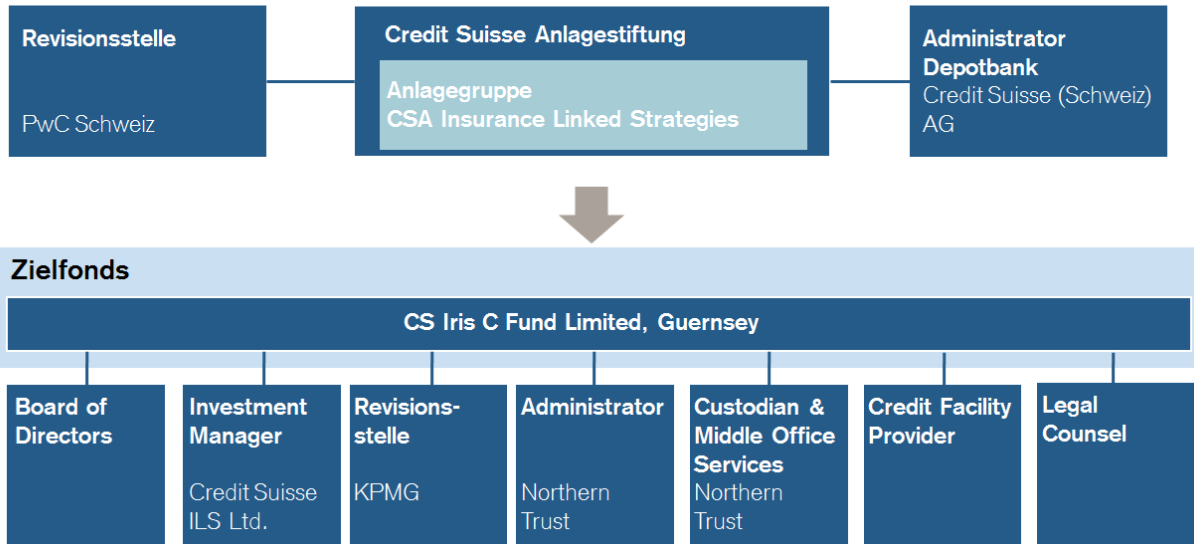 Revisionsstelle
PwC Schweiz
Credit Suisse Anlagestiftung
Anlagegruppe
CSA Insurance Linked Strategies
Administrator
Depotbank
Credit Suisse (Schweiz)
AG
Zielfonds
CS Iris C Fund Limited, Guernsey
Board of
Directors
Investment
Manager
Credit Suisse
ILS Ltd.
Revisions-
stelle
KPMG
Administrator
Northern
Trust
Custodian &
Middle Office
Services
Northern
Trust
Credit Facility
Provider
Legal
Counsel